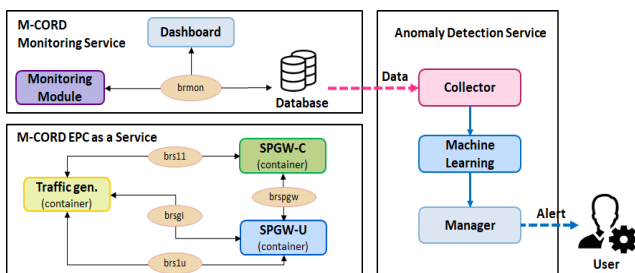 M-CORD
Monitoring Service
Dashboard
Monitoring
Module
brmon
Database
Data
Anomaly Detection Service
Collector
Machine
Learning
Manager
Alert
User
M-CORD EPC as a Service
brs11
SPGW-C
(container)
Traffic gen.
(container)
brspgw
brsgi
SPGW-U
(container)
brs1u